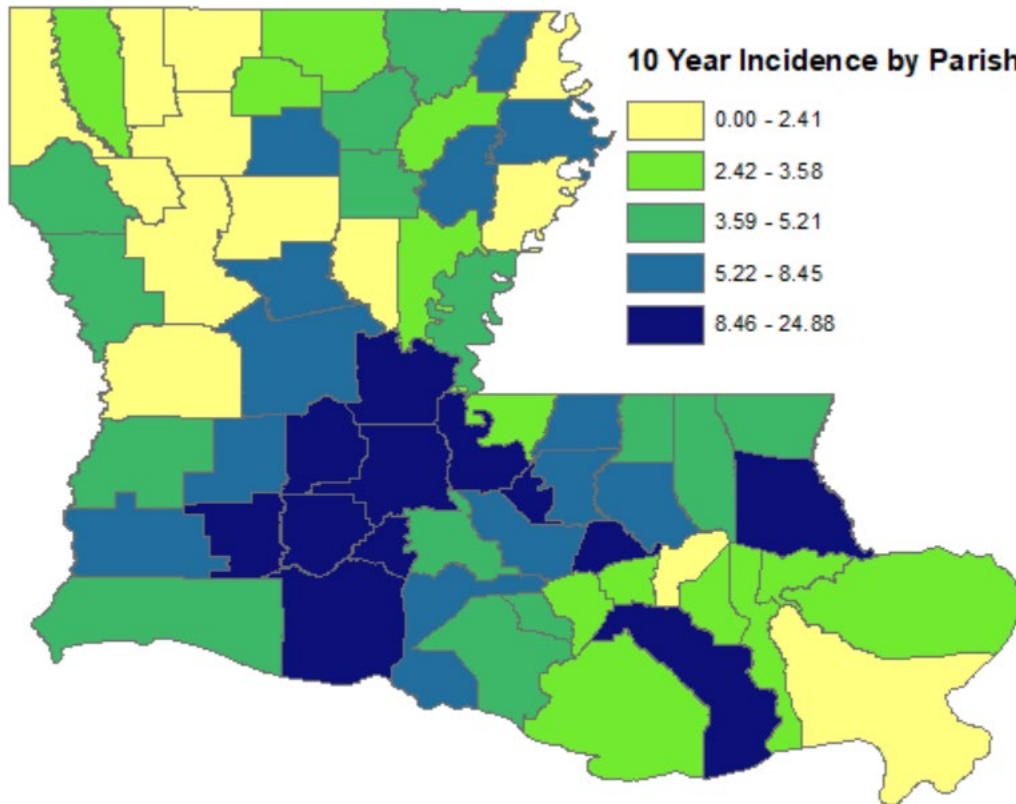 10 Year Incidence by Parish
0.00 - 2.41
2.42 - 3.58
3.59 - 5.21
5.22 - 8.45
8.46 - 24.88